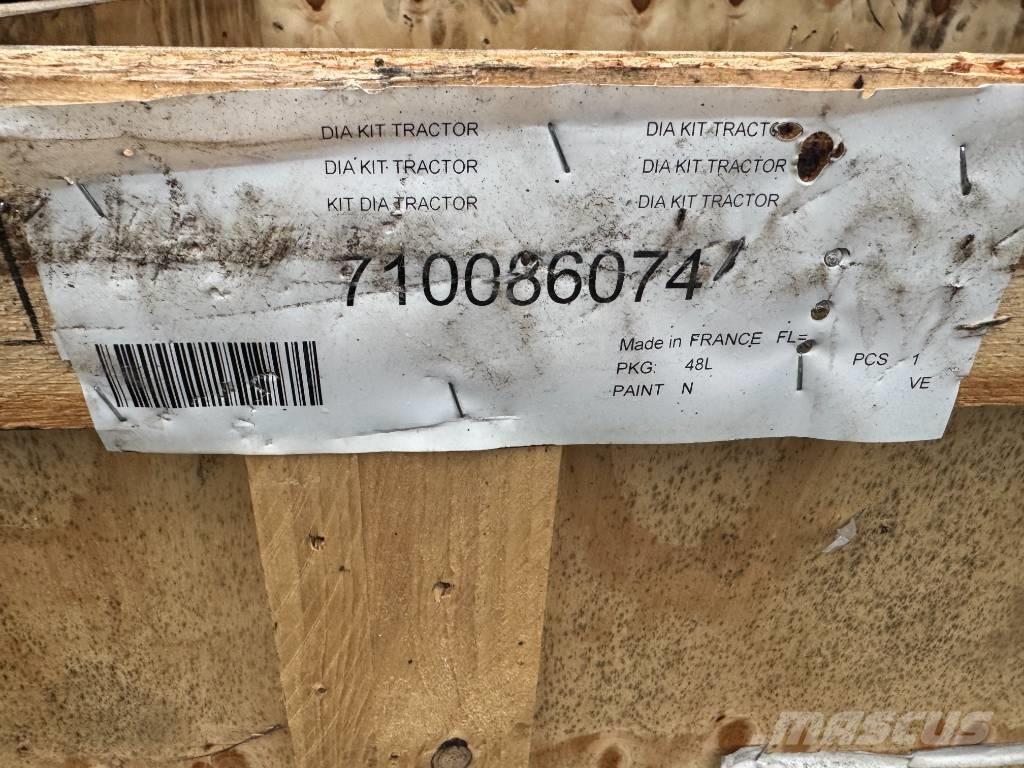 DIA KIT TRACTOR
DIA KIT TRACTOR
KIT DIA TRACTOR
DIA KIT TRACTO
DIA KIT TRACTOR
DIA KIT TRACTOR
710086074
Made in FRANCE FL=
PKG: 48L PCS 1
PAINT N VE
mascus